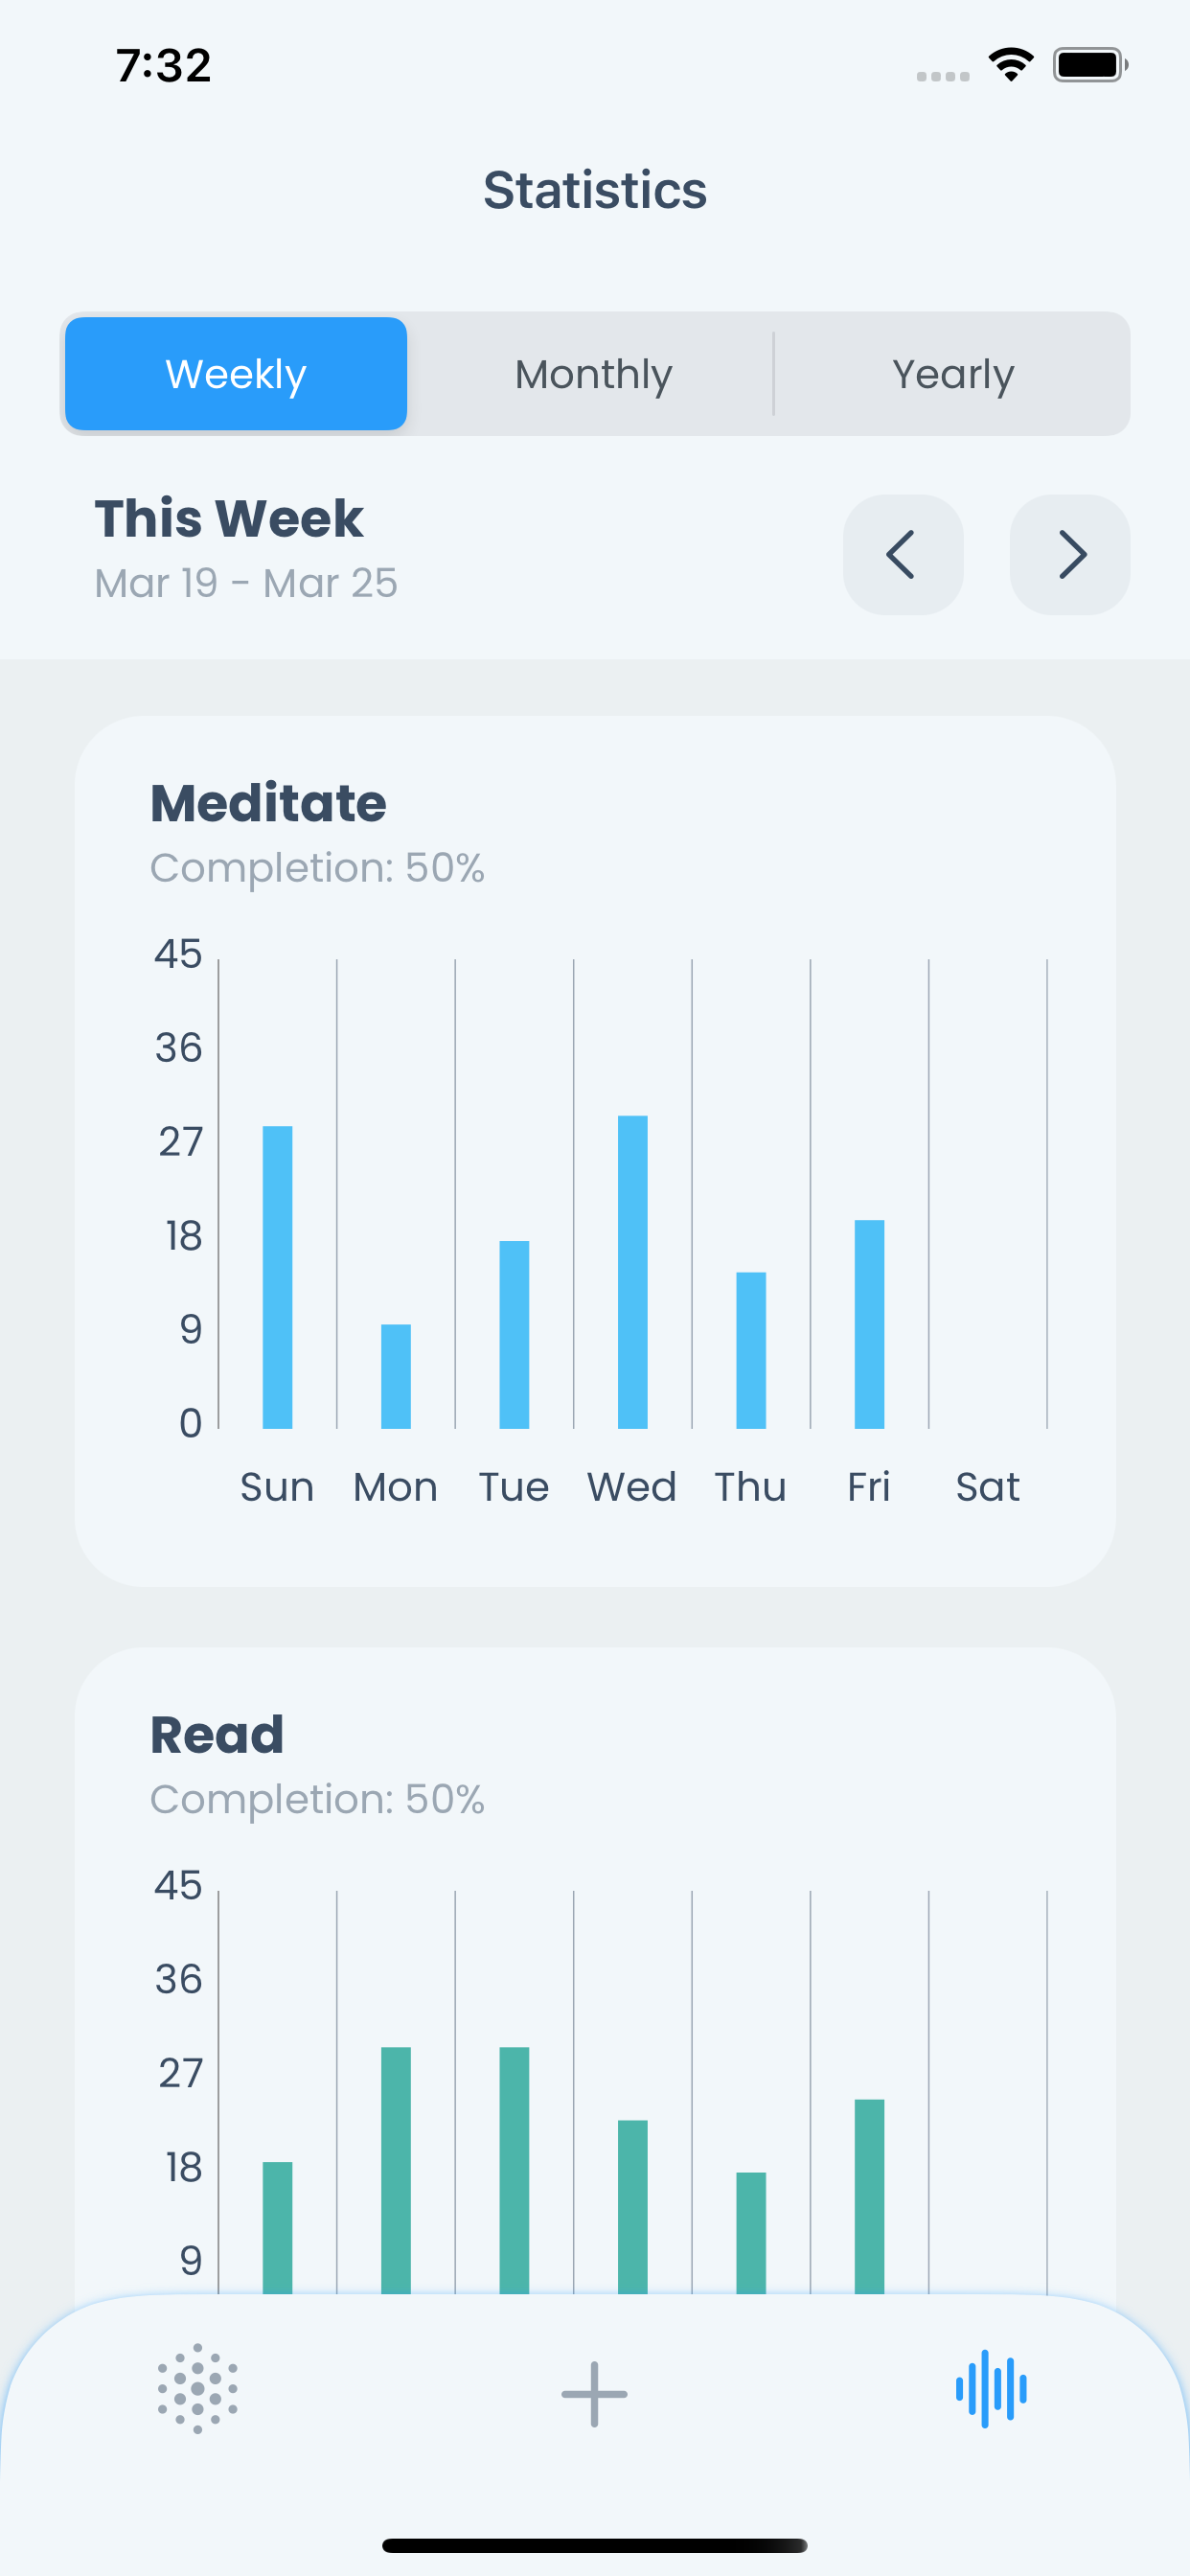 7:32
Statistics
Weekly Monthly Yearly
This Week
Mar 19 - Mar 25
Meditate
Completion: 50%
45
36
27
18
9
0
Sun Mon Tue Wed Thu Fri Sat
Read
Completion: 50%
45
36
27
18
9